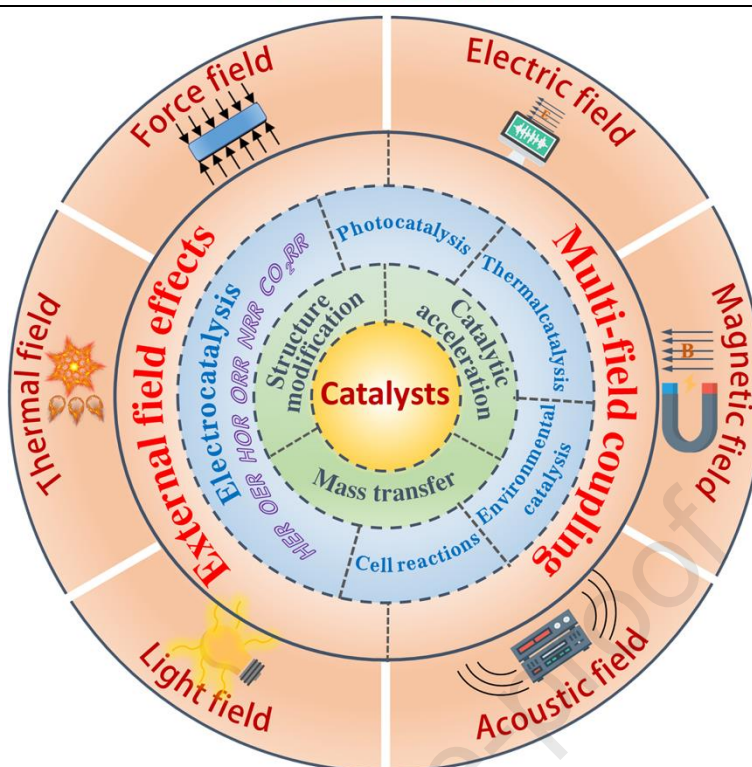 Force field
Electric field
Thermal field
Magnetic field
Light field
Acoustic field
E
B
External field effects
Multi-field coupling
Electrocatalysis
HER OER HOR ORR NRR CO₂RR
Photocatalysis
Thermalcatalysis
Environmental
catalysis
Cell reactions
Structure
modification
Catalytic
acceleration
Mass transfer
Catalysts